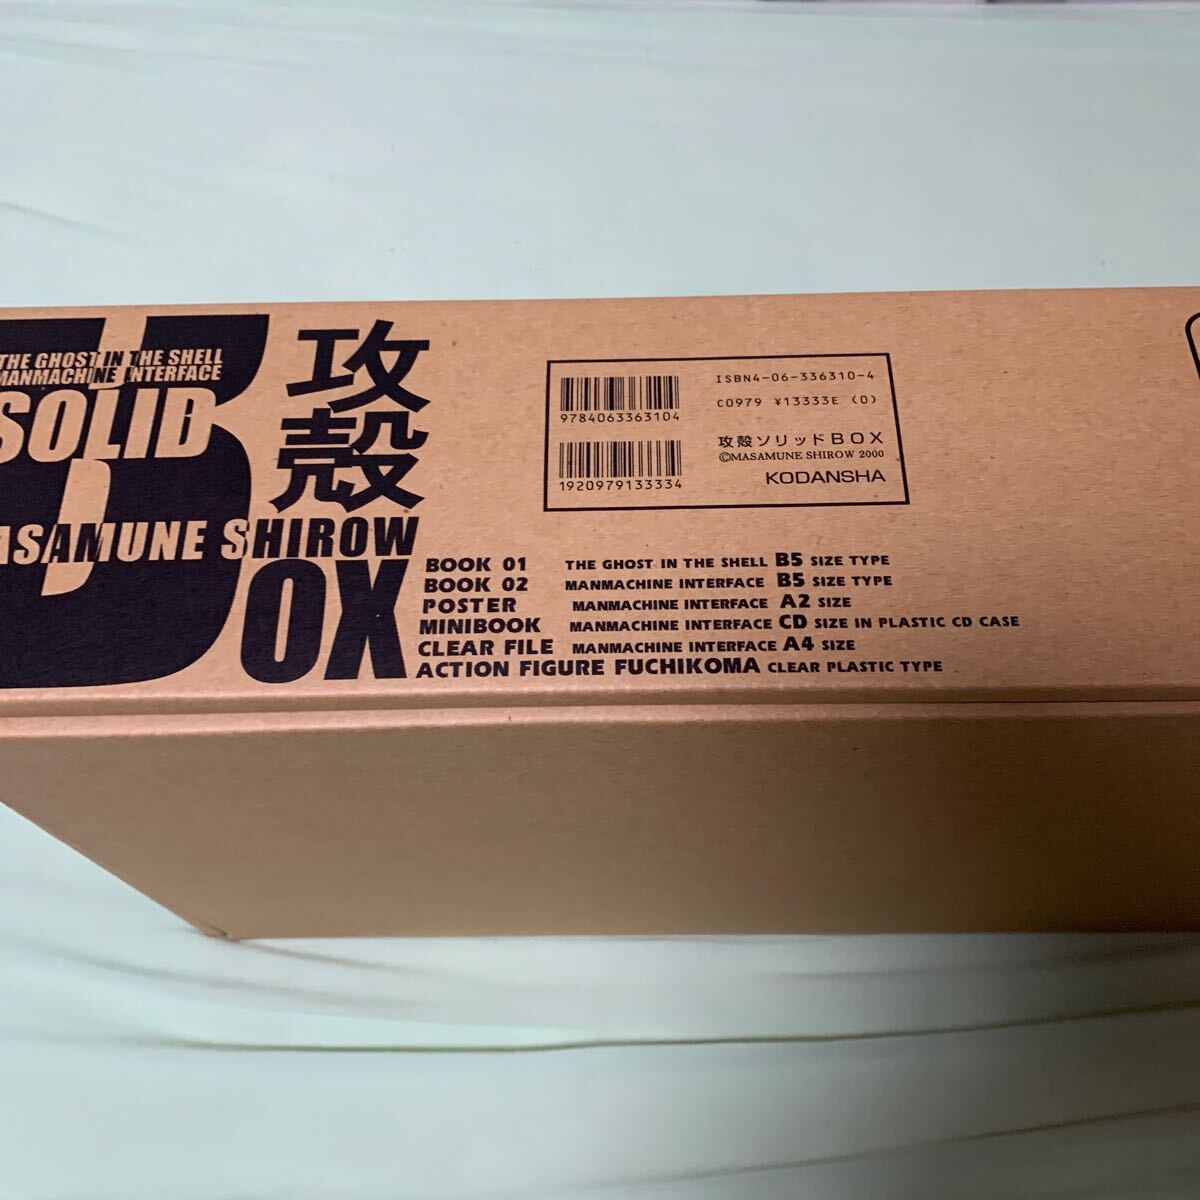 THE GHOST IN THE SHELL
MANMACHINE INTERFACE
SOLID
攻殻
MASAMUNE SHIROW
BOX
ISBN4-06-336310-4
9784063363104
C0979 ¥13333E (0)
攻殻ソリッドBOX
©MASAMUNE SHIROW 2000
1920979133334
KODANSHA
BOOK 01 THE GHOST IN THE SHELL B5 SIZE TYPE
BOOK 02 MANMACHINE INTERFACE B5 SIZE TYPE
POSTER MANMACHINE INTERFACE A2 SIZE
MINIBOOK MANMACHINE INTERFACE CD SIZE IN PLASTIC CD CASE
CLEAR FILE MANMACHINE INTERFACE A4 SIZE
ACTION FIGURE FUCHIKOMA CLEAR PLASTIC TYPE